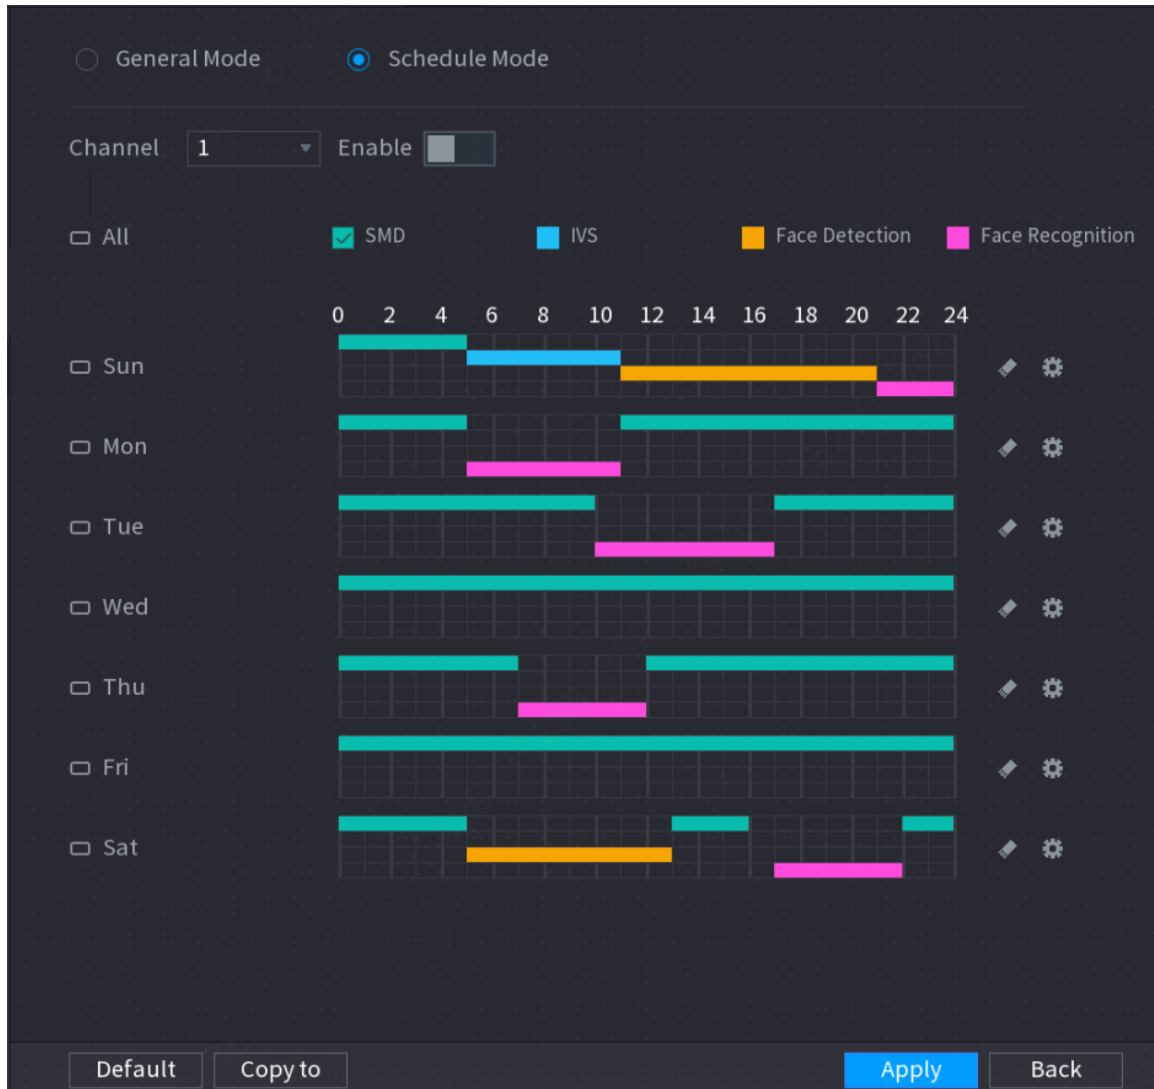 General Mode Schedule Mode
Channel 1 Enable
All SMD IVS Face Detection Face Recognition
0 2 4 6 8 10 12 14 16 18 20 22 24
Sun
Mon
Tue
Wed
Thu
Fri
Sat
Default Copy to Apply Back